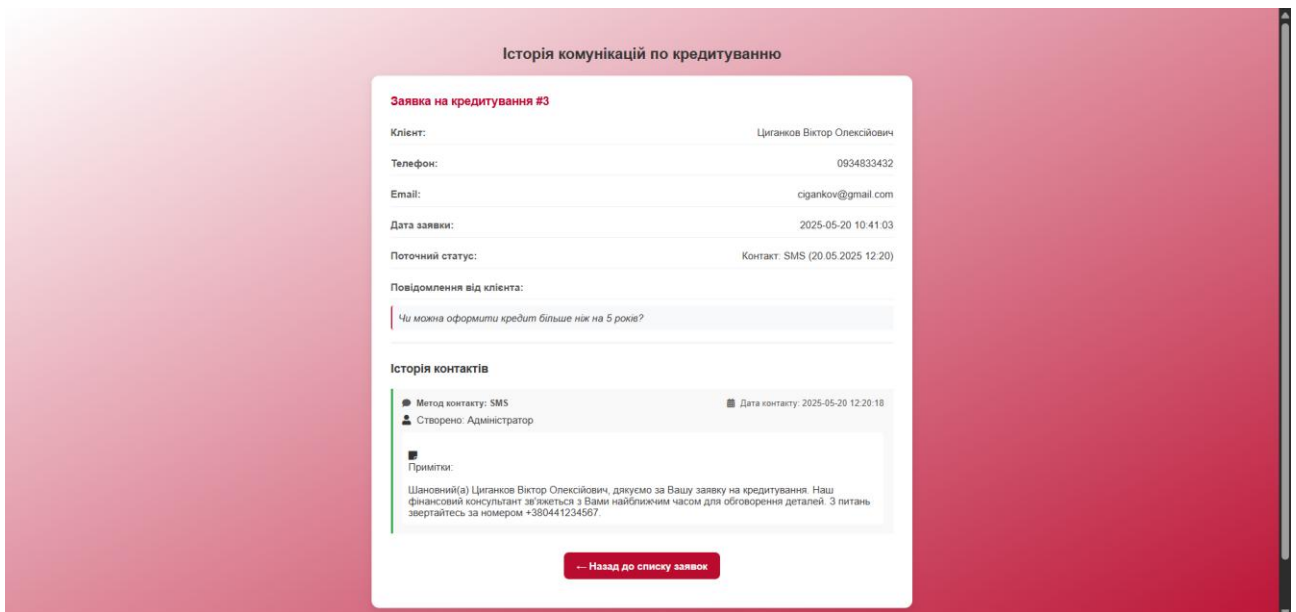 Історія комунікацій по кредитуванню
Заявка на кредитування #3
Клієнт: Циганков Віктор Олексійович
Телефон: 0934833432
Email: cigankov@gmail.com
Дата заявки: 2025-05-20 10:41:03
Поточний статус: Контакт: SMS (20.05.2025 12:20)
Повідомлення від клієнта:
Чи можна оформити кредит більше ніж на 5 років?
Історія контактів
Метод контакту: SMS Дата контакту: 2025-05-20 12:20:18
Створено: Адміністратор
Примітки:
Шановний(а) Циганков Віктор Олексійович, дякуємо за Вашу заявку на кредитування. Наш
фінансовий консультант зв'яжеться з Вами найближчим часом для обговорення деталей. З питань
звертайтесь за номером +380441234567.
← Назад до списку заявок